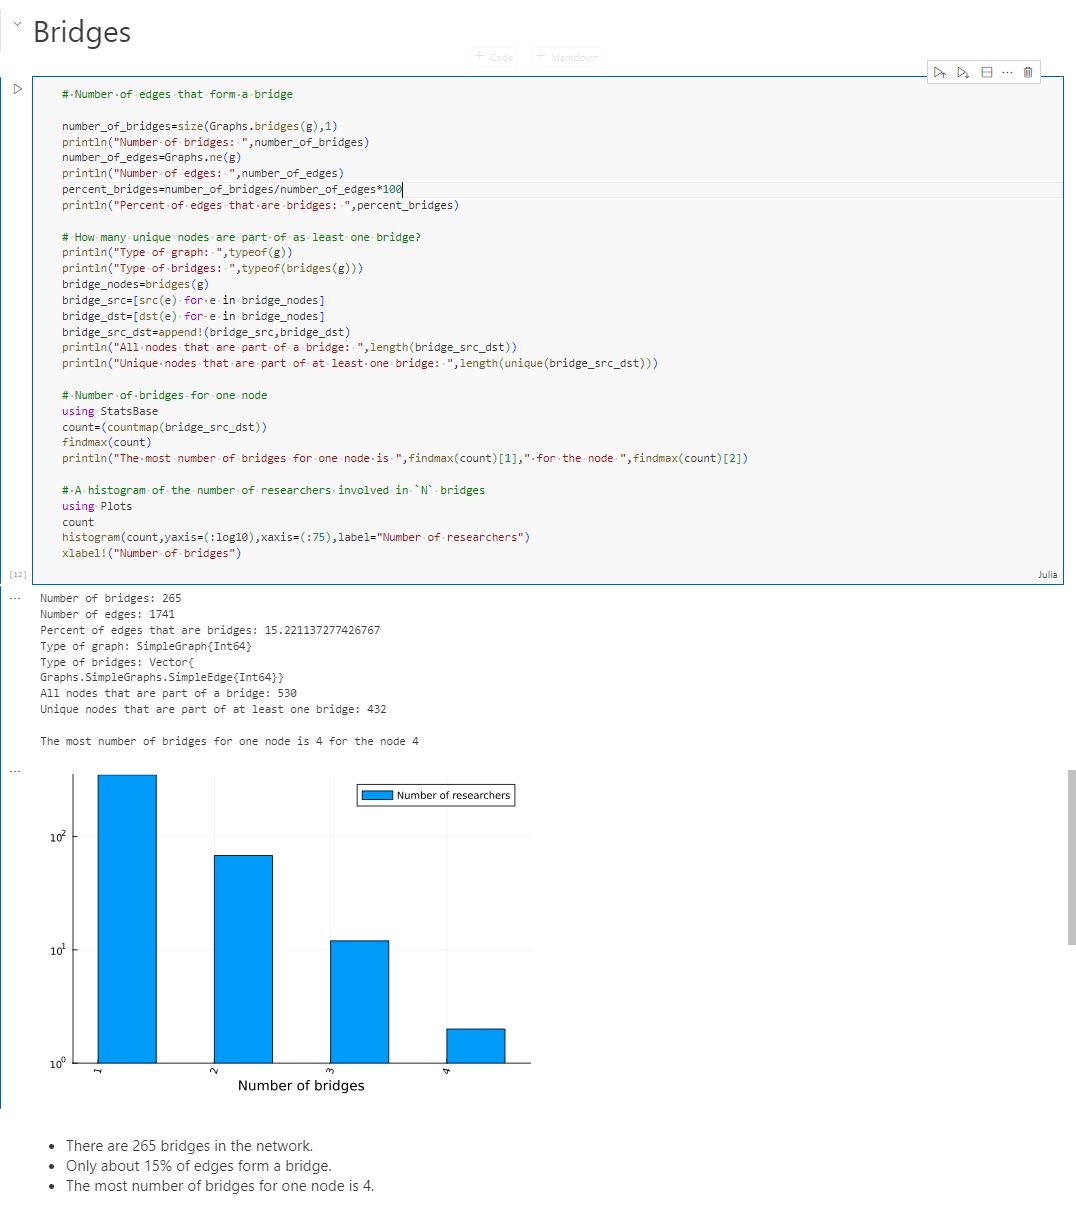 Bridges
+ Code + Markdown
# Number of edges that form a bridge
number_of_bridges=size(Graphs.bridges(g),1)
println("Number of bridges: ",number_of_bridges)
number_of_edges=Graphs.ne(g)
println("Number of edges: ",number_of_edges)
percent_bridges=number_of_bridges/number_of_edges*100
println("Percent of edges that are bridges: ",percent_bridges)
# How many unique nodes are part of as least one bridge?
println("Type of graph: ",typeof(g))
println("Type of bridges: ",typeof(bridges(g)))
bridge_nodes=bridges(g)
bridge_src=[src(e) for e in bridge_nodes]
bridge_dst=[dst(e) for e in bridge_nodes]
bridge_src_dst=append!(bridge_src,bridge_dst)
println("All nodes that are part of a bridge: ",length(bridge_src_dst))
println("Unique nodes that are part of at least one bridge: ",length(unique(bridge_src_dst)))
# Number of bridges for one node
using StatsBase
count=(countmap(bridge_src_dst))
findmax(count)
println("The most number of bridges for one node is ",findmax(count)[1]," for the node ",findmax(count)[2])
# A histogram of the number of researchers involved in `N` bridges
using Plots
count
histogram(count,yaxis=(:log10),xaxis=(:75),label="Number of researchers")
xlabel!("Number of bridges")
[12]
Julia
Number of bridges: 265
Number of edges: 1741
Percent of edges that are bridges: 15.221137277426767
Type of graph: SimpleGraph{Int64}
Type of bridges: Vector{
Graphs.SimpleGraphs.SimpleEdge{Int64}}
All nodes that are part of a bridge: 530
Unique nodes that are part of at least one bridge: 432
The most number of bridges for one node is 4 for the node 4
Number of researchers
10²
10¹
10⁰
1 2 3 4
Number of bridges
• There are 265 bridges in the network.
• Only about 15% of edges form a bridge.
• The most number of bridges for one node is 4.